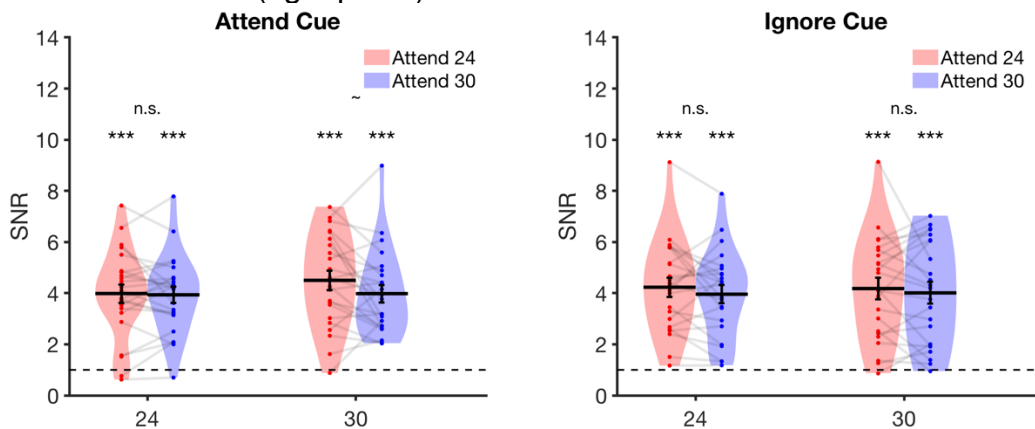 Attend Cue
14
12
10
8
6
4
2
0
SNR
Attend 24
Attend 30
n.s.
~
*** ***
*** ***
24
30
Ignore Cue
14
12
10
8
6
4
2
0
SNR
Attend 24
Attend 30
n.s.
n.s.
*** ***
*** ***
24
30